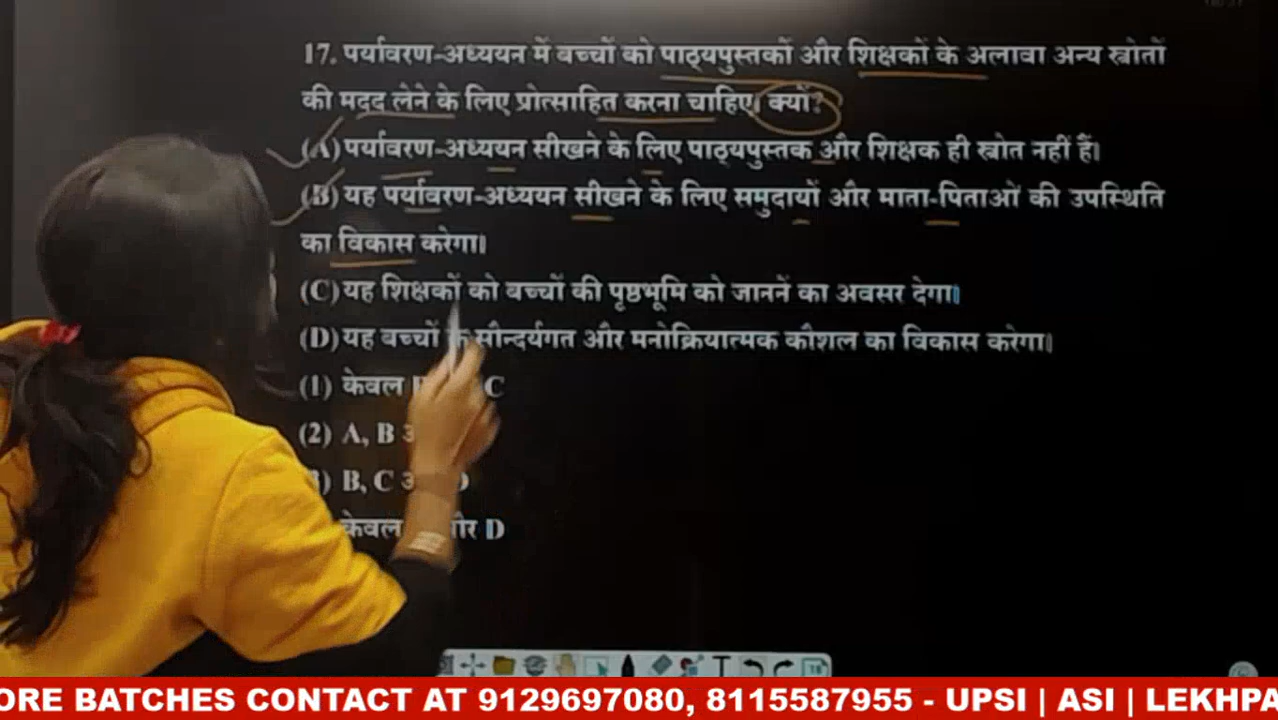 17. पर्यावरण-अध्ययन में बच्चों को पाठ्यपुस्तकों और शिक्षकों के अलावा अन्य स्त्रोतों
की मदद लेने के लिए प्रोत्साहित करना चाहिए। क्यों?
(A) पर्यावरण-अध्ययन सीखने के लिए पाठ्यपुस्तक और शिक्षक ही स्त्रोत नहीं हैं।
(B) यह पर्यावरण-अध्ययन सीखने के लिए समुदायों और माता-पिताओं की उपस्थिति
का विकास करेगा।
(C) यह शिक्षकों को बच्चों की पृष्ठभूमि को जाननें का अवसर देगा।
(D) यह बच्चों के सौन्दर्यगत और मनोक्रियात्मक कौशल का विकास करेगा।
(1) केवल C
(2) A, B
B, C D
केवल और D
ORE BATCHES CONTACT AT 9129697080, 8115587955 - UPSI | ASI | LEKHPA